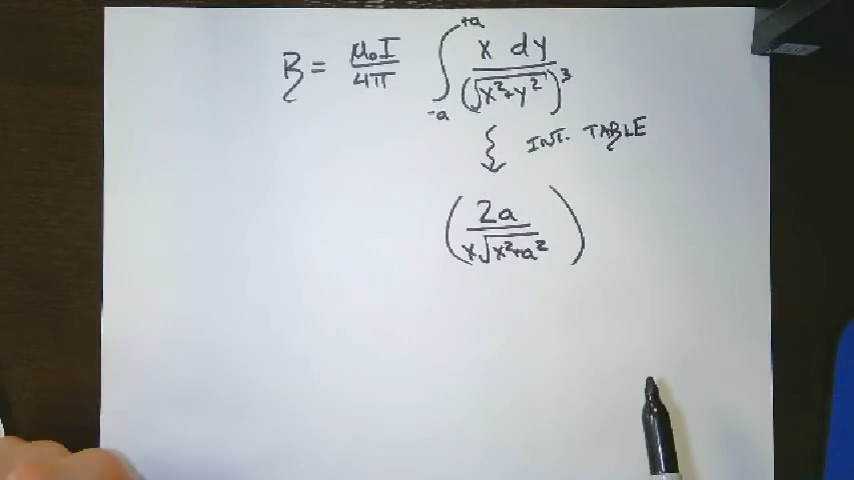 B = μ₀I/4π ∫₋ₐ⁺ᵃ x dy/(√x²+y²)³
INT. TABLE
(2a/x√x²+a²)